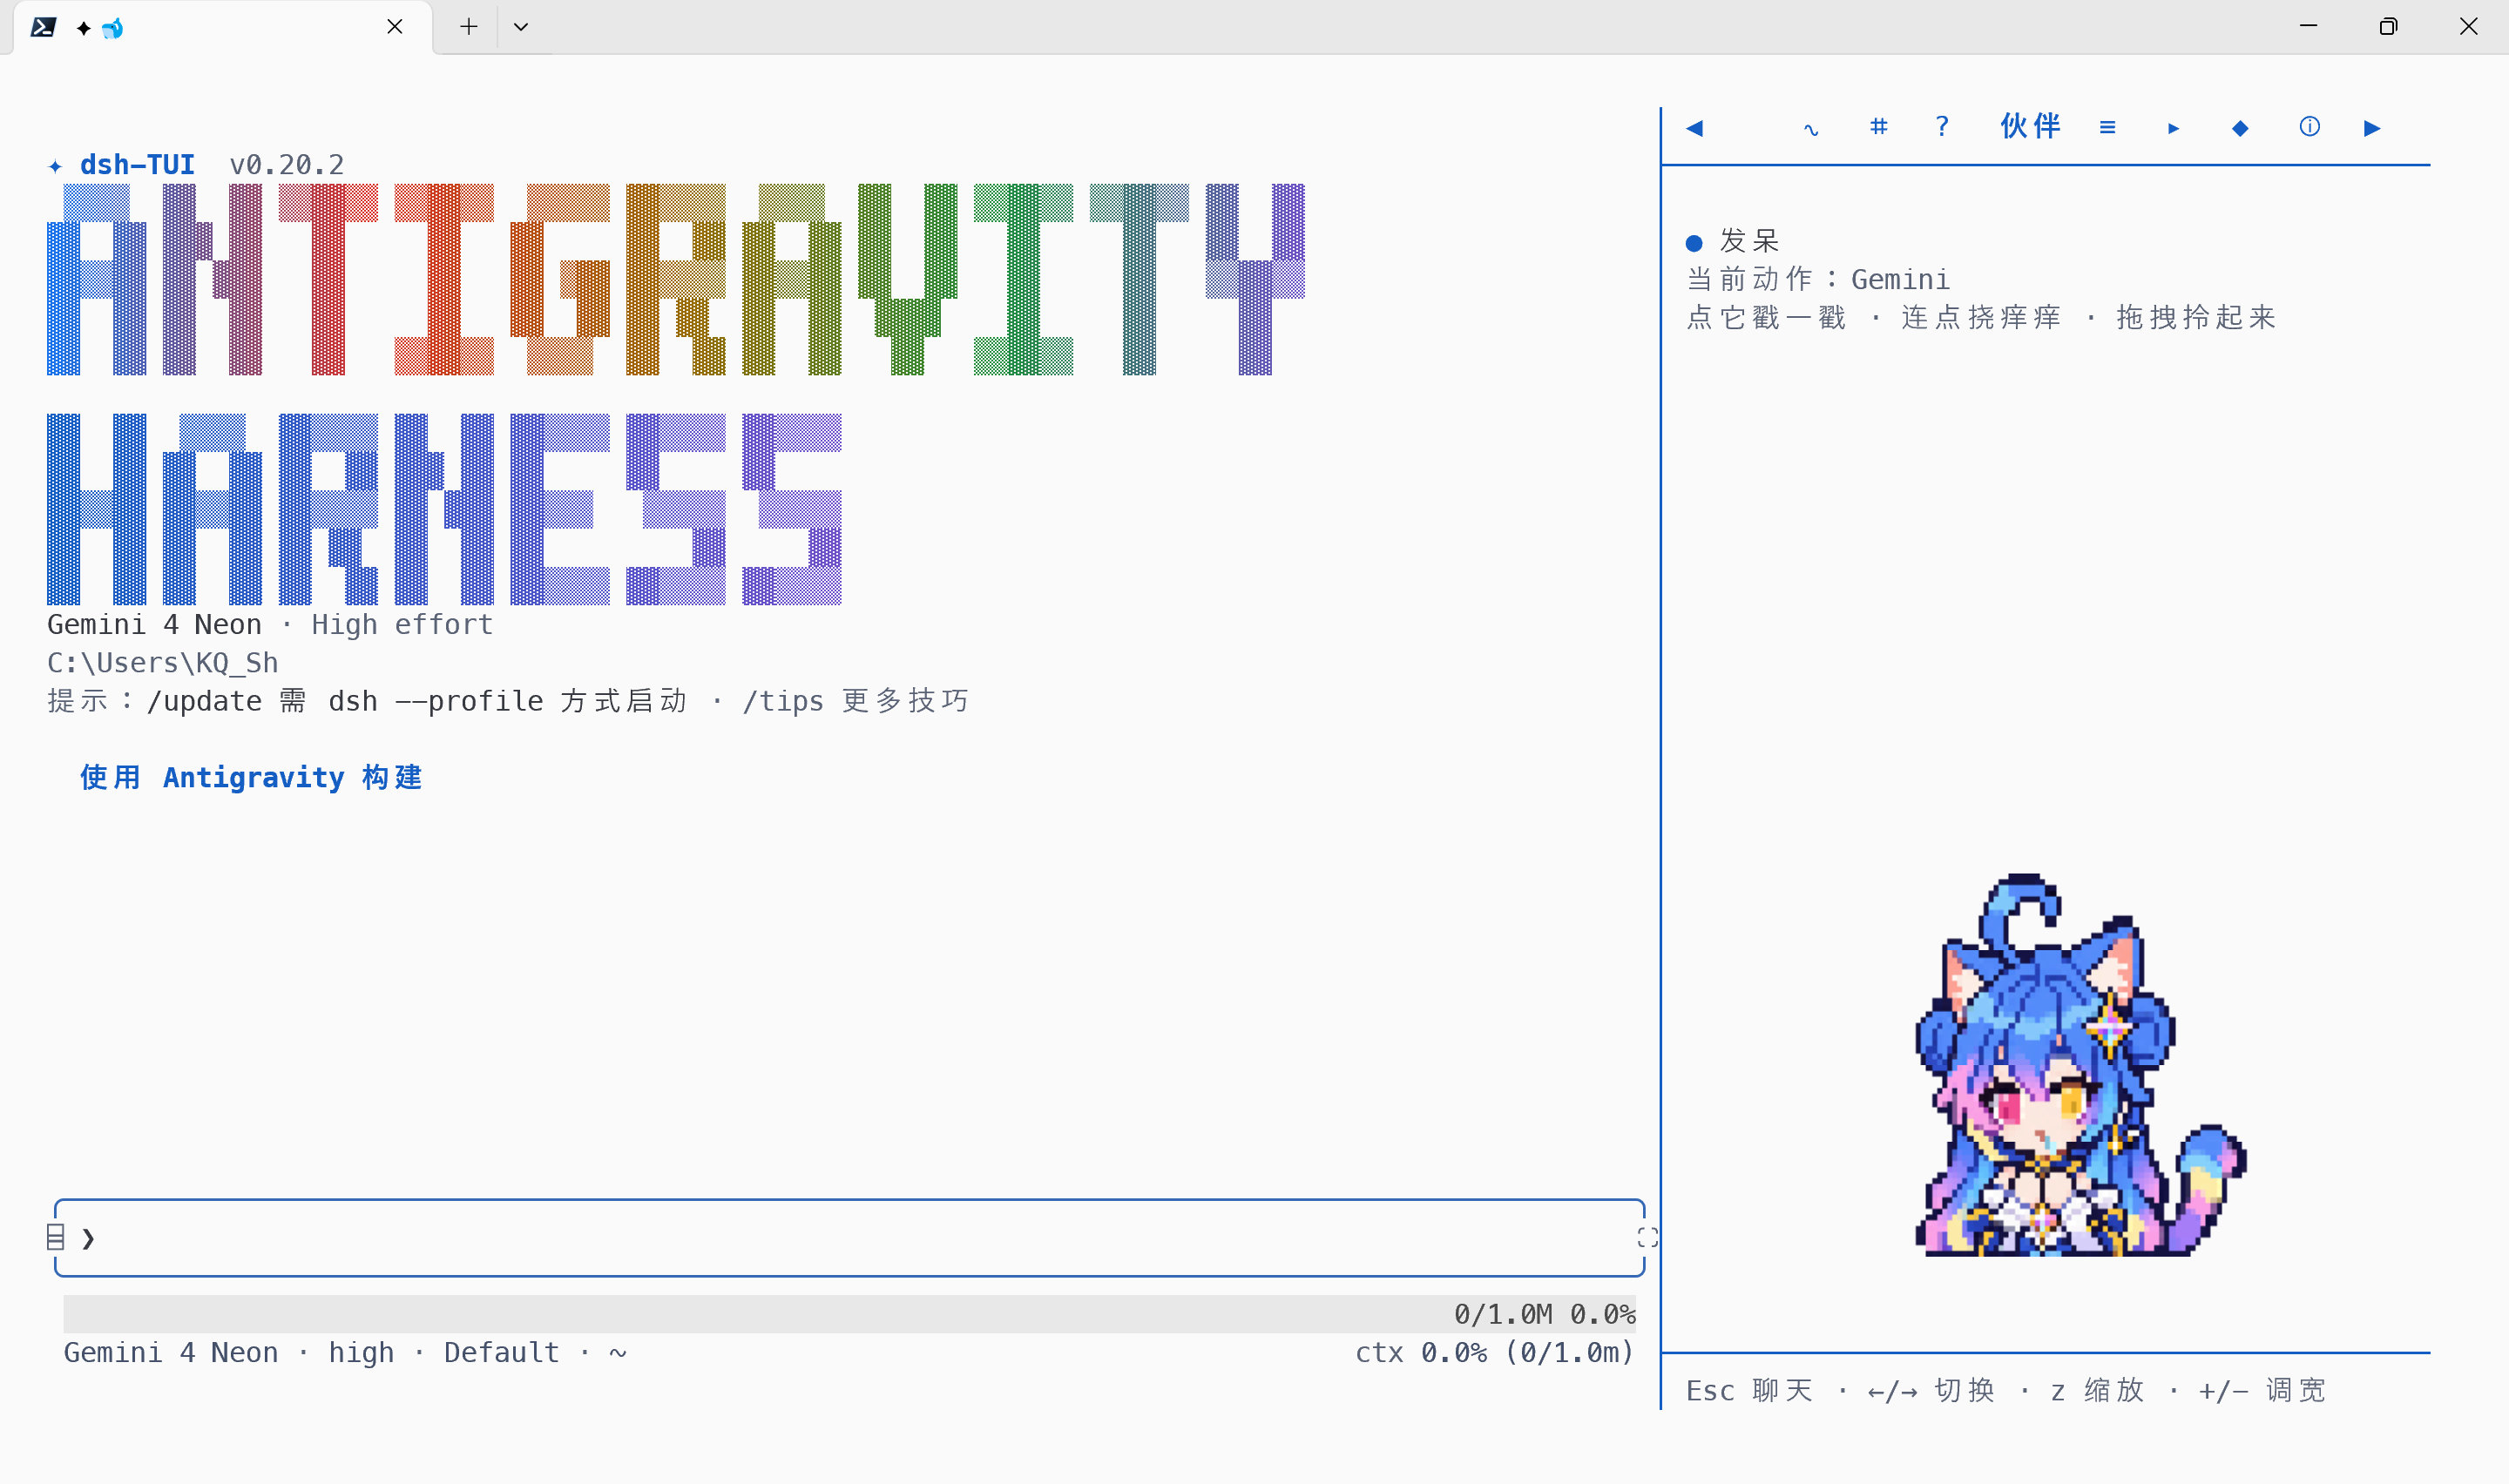 ✦ dsh-TUI v0.20.2
ANTIGRAVITY
HARNESS
Gemini 4 Neon · High effort
C:\Users\KQ_Sh
提示：/update 需 dsh --profile 方式启动 · /tips 更多技巧
使用 Antigravity 构建
❯
0/1.0M 0.0%
Gemini 4 Neon · high · Default · ~
ctx 0.0% (0/1.0m)
◀ ∿ # ? 伙伴 ≡ ▸ ◆ ⓘ ▶
● 发呆
当前动作：Gemini
点它戳一戳 · 连点挠痒痒 · 拖拽拎起来
Esc 聊天 · ←/→ 切换 · z 缩放 · +/- 调宽